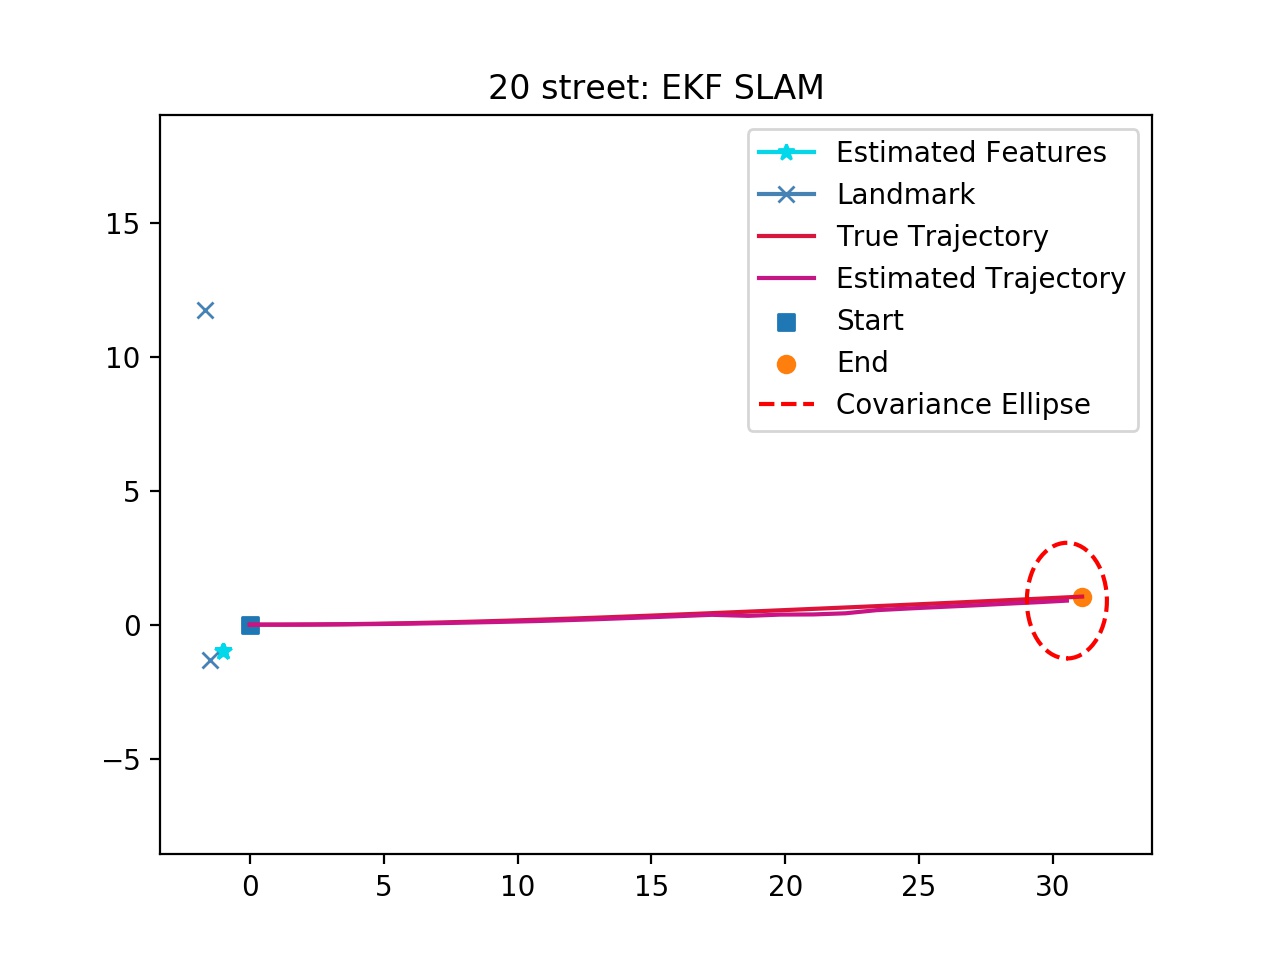 20 street: EKF SLAM
Estimated Features
Landmark
True Trajectory
Estimated Trajectory
Start
End
Covariance Ellipse
15
10
5
0
−5
0 5 10 15 20 25 30